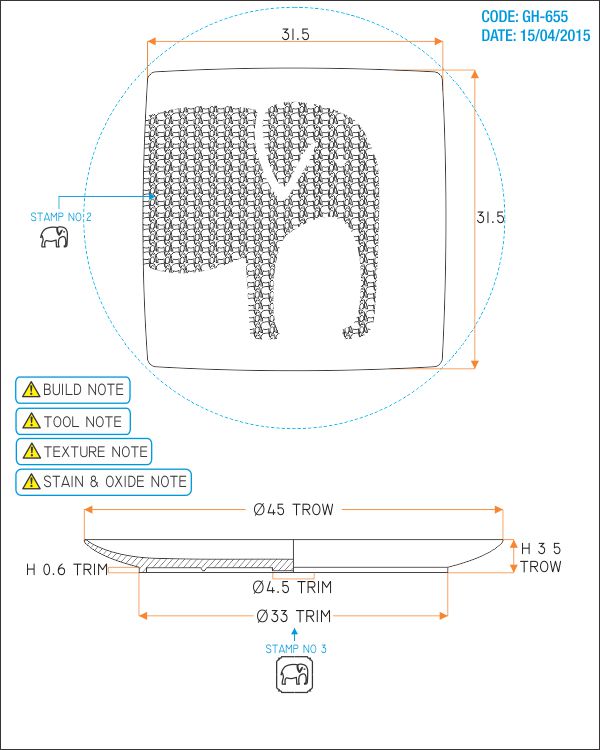 CODE: GH-655
DATE: 15/04/2015
31.5
31.5
STAMP NO.2
BUILD NOTE
TOOL NOTE
TEXTURE NOTE
STAIN & OXIDE NOTE
Ø45 TROW
H 3 5
TROW
H 0.6 TRIM
Ø4.5 TRIM
Ø33 TRIM
STAMP NO 3